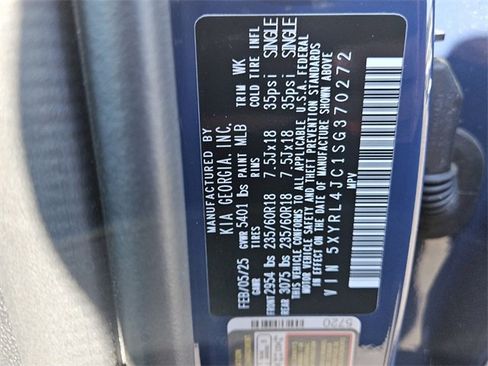 MANUFACTURED BY
KIA GEORGIA, INC. TRIM WK
FEB/05/25 GVWR 5401 lbs PAINT MLB
GAWR TIRES RIMS COLD TIRE INFL
FRONT 2954 lbs 235/60R18 7.5JX18 35psi SINGLE
REAR 3075 lbs 235/60R18 7.5JX18 35psi SINGLE
THIS VEHICLE CONFORMS TO ALL APPLICABLE U.S.A. FEDERAL
MOTOR VEHICLE SAFETY AND THEFT PREVENTION STANDARDS
IN EFFECT ON THE DATE OF MANUFACTURE SHOWN ABOVE
VIN 5XYRL4JC1SG370272
MPV
5720